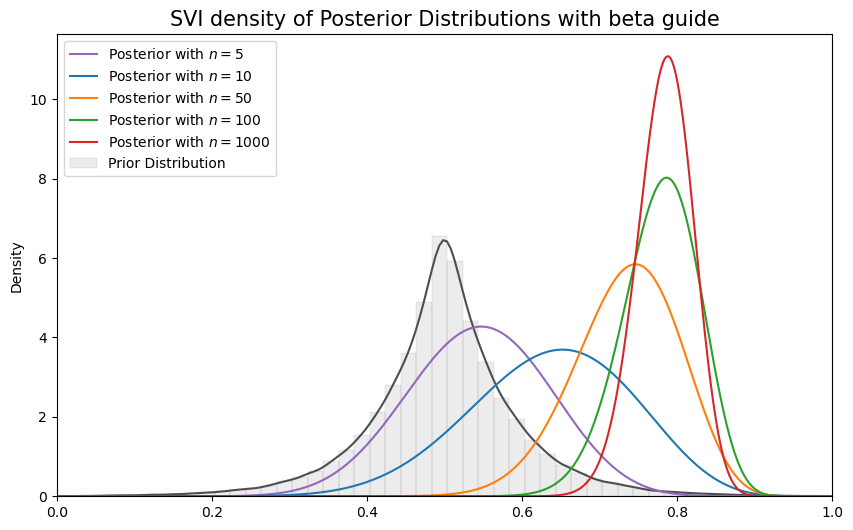 SVI density of Posterior Distributions with beta guide
Posterior with n = 5
Posterior with n = 10
Posterior with n = 50
Posterior with n = 100
Posterior with n = 1000
Prior Distribution
Density
10
8
6
4
2
0
0.0 0.2 0.4 0.6 0.8 1.0